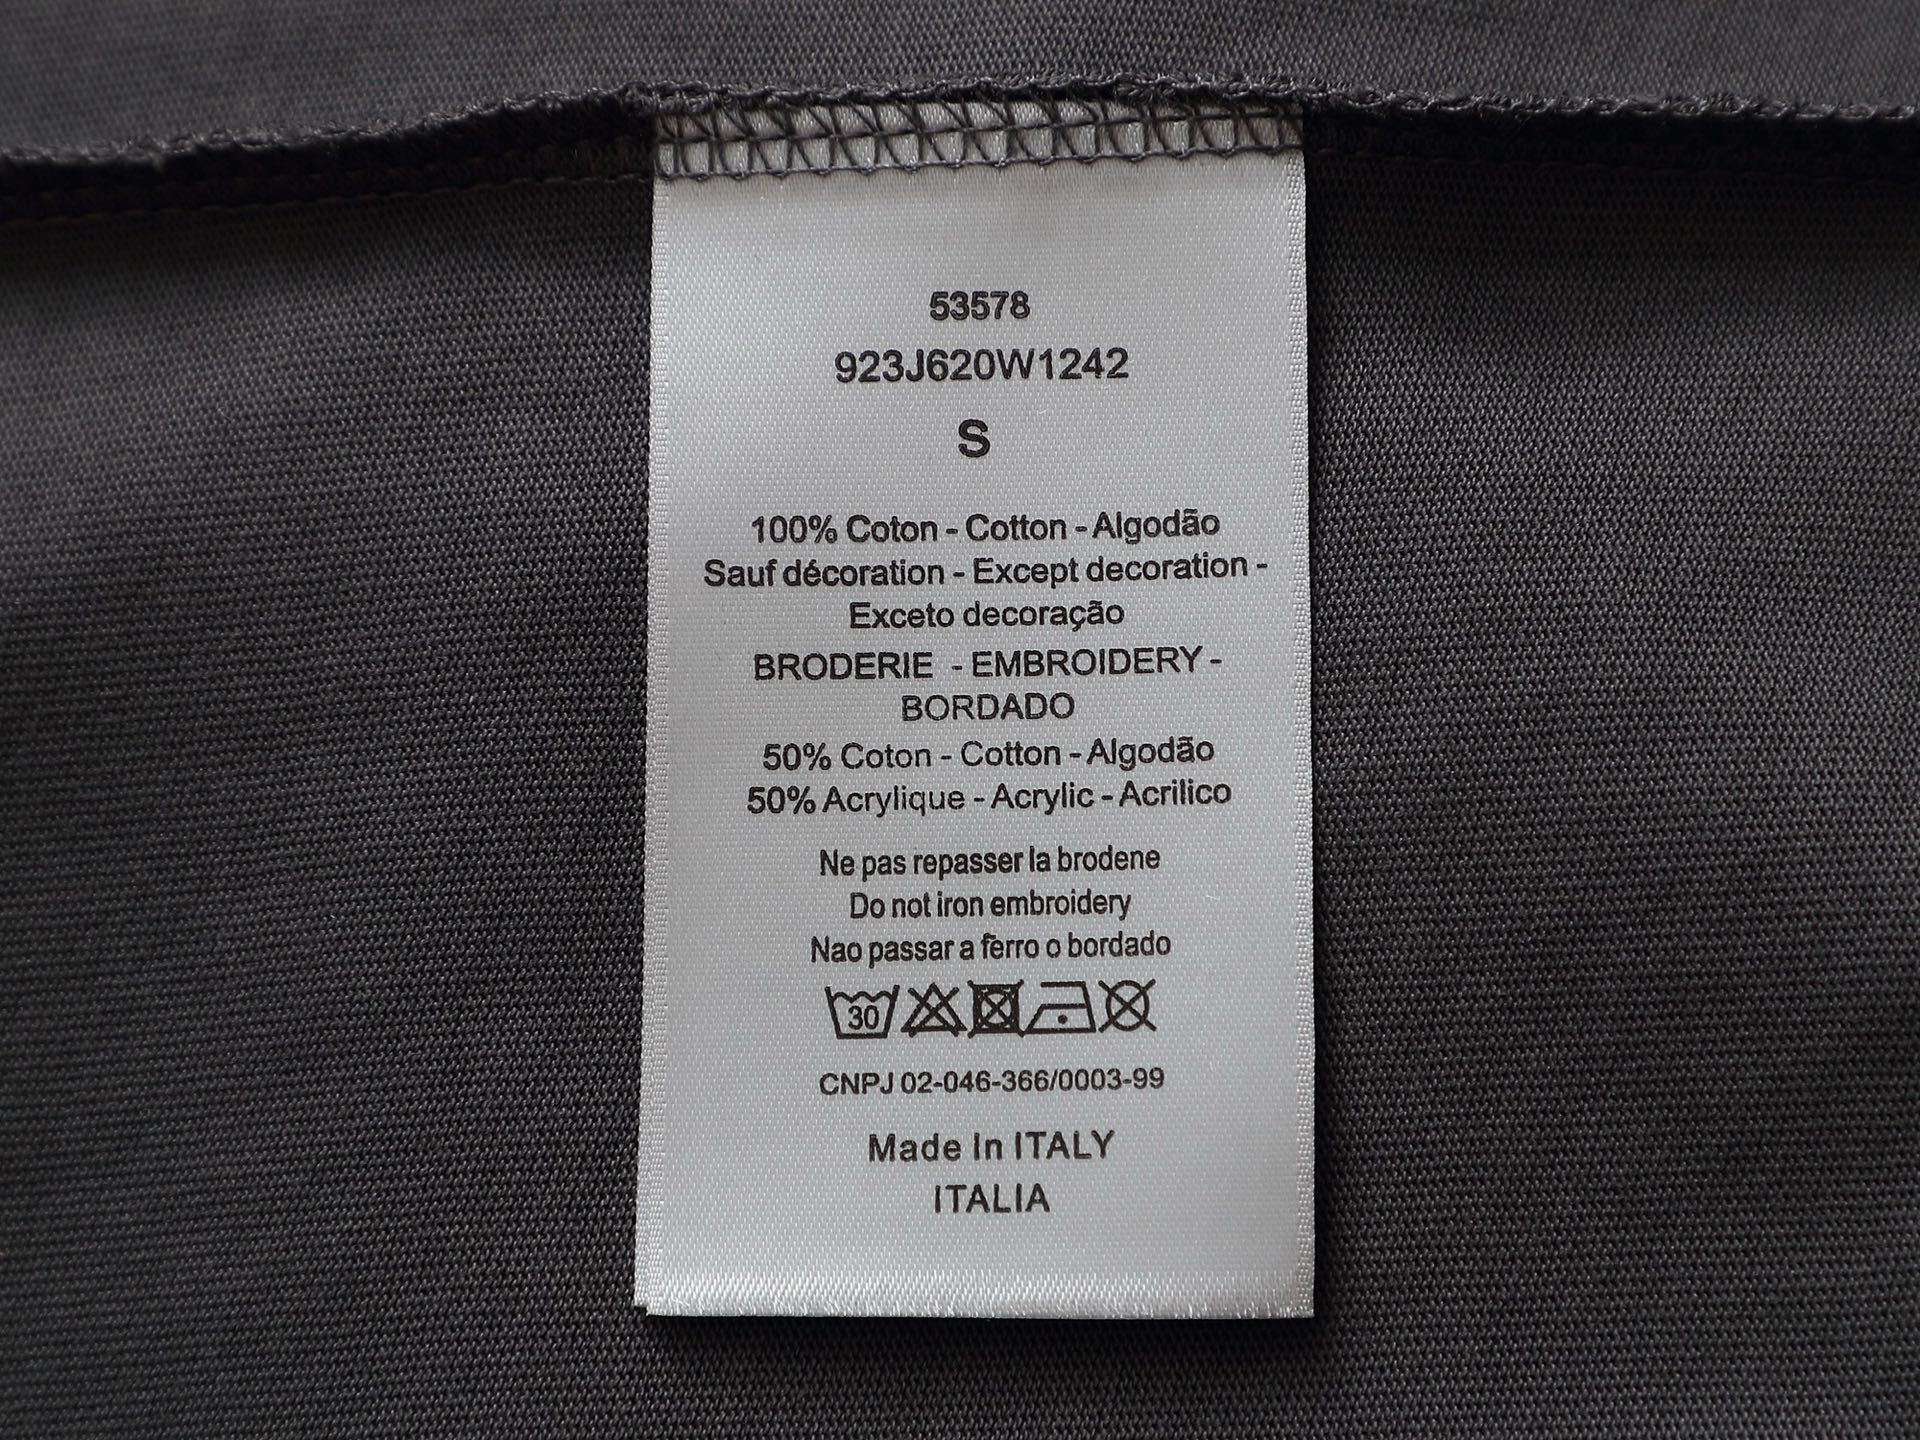 53578
923J620W1242
S
100% Coton - Cotton - Algodão
Sauf décoration - Except decoration -
Exceto decoração
BRODERIE - EMBROIDERY -
BORDADO
50% Coton - Cotton - Algodão
50% Acrylique - Acrylic - Acrilico
Ne pas repasser la brodene
Do not iron embroidery
Nao passar a ferro o bordado
30
CNPJ 02-046-366/0003-99
Made In ITALY
ITALIA